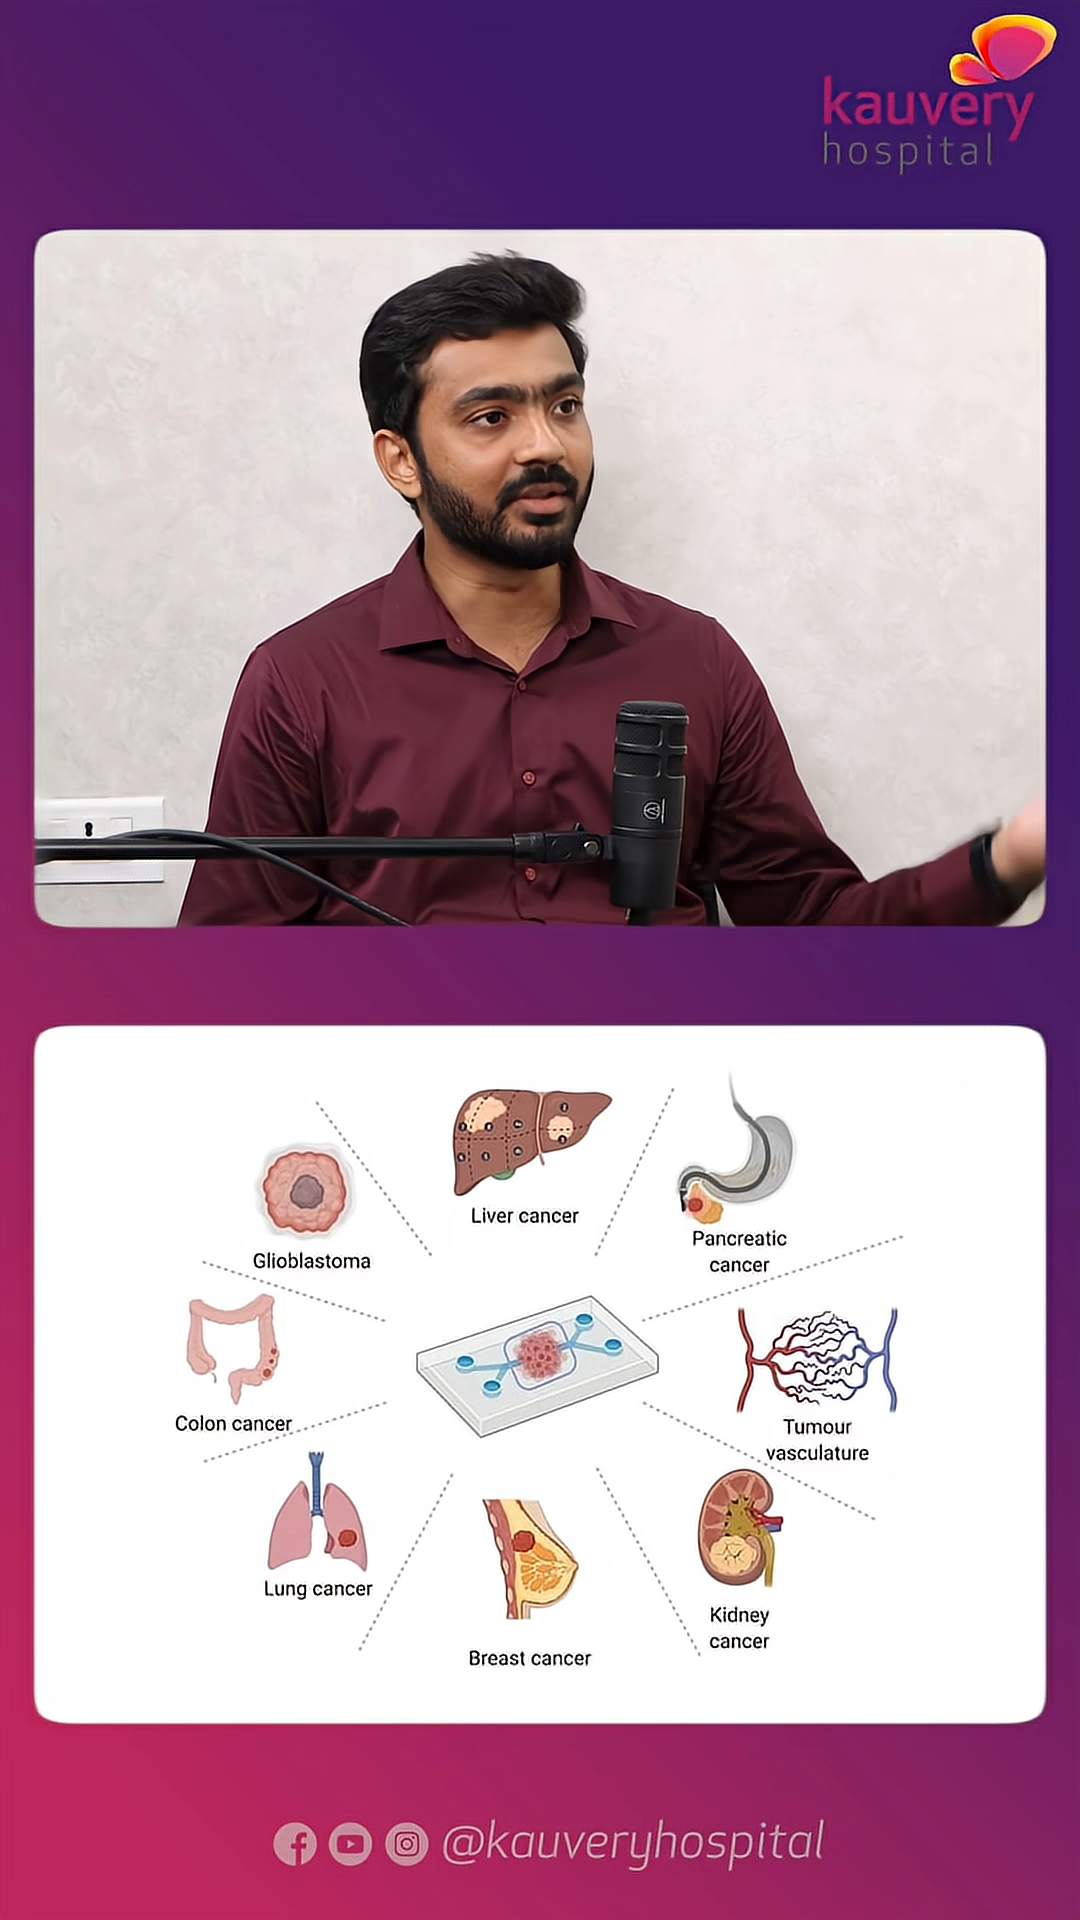 kauvery
hospital
Liver cancer
Pancreatic
cancer
Glioblastoma
Colon cancer
Tumour
vasculature
Lung cancer
Kidney
cancer
Breast cancer
@kauveryhospital